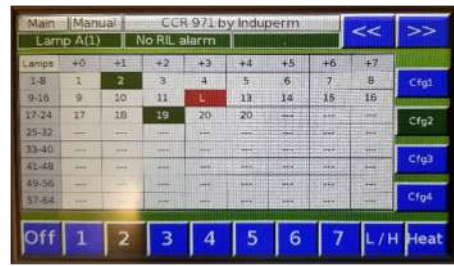 Main Manual CCR 971 by Induperm << >>
Lamp A(1) No RIL alarm
Lamps +0 +1 +2 +3 +4 +5 +6 +7
1-8 1 2 3 4 5 6 7 8 Cfg1
9-16 9 10 11 L 13 14 15 16
17-24 17 18 19 20 20 --- --- --- Cfg2
25-32 --- --- --- --- --- --- --- ---
33-40 --- --- --- --- --- --- --- --- Cfg3
41-48 --- --- --- --- --- --- --- ---
49-56 --- --- --- --- --- --- --- --- Cfg4
57-64 --- --- --- --- --- --- --- ---
Off 1 2 3 4 5 6 7 L / H Heat